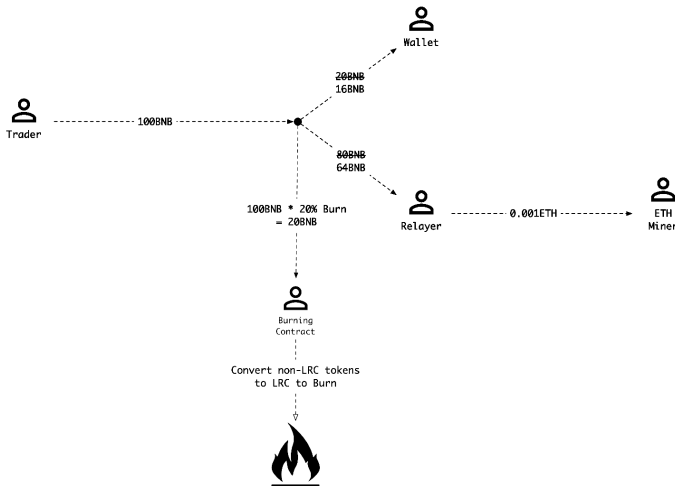 20BNB
16BNB
Wallet
100BNB
Trader
80BNB
64BNB
100BNB * 20% Burn
= 20BNB
Relayer
0.001ETH
ETH
Miner
Burning
Contract
Convert non-LRC tokens
to LRC to Burn